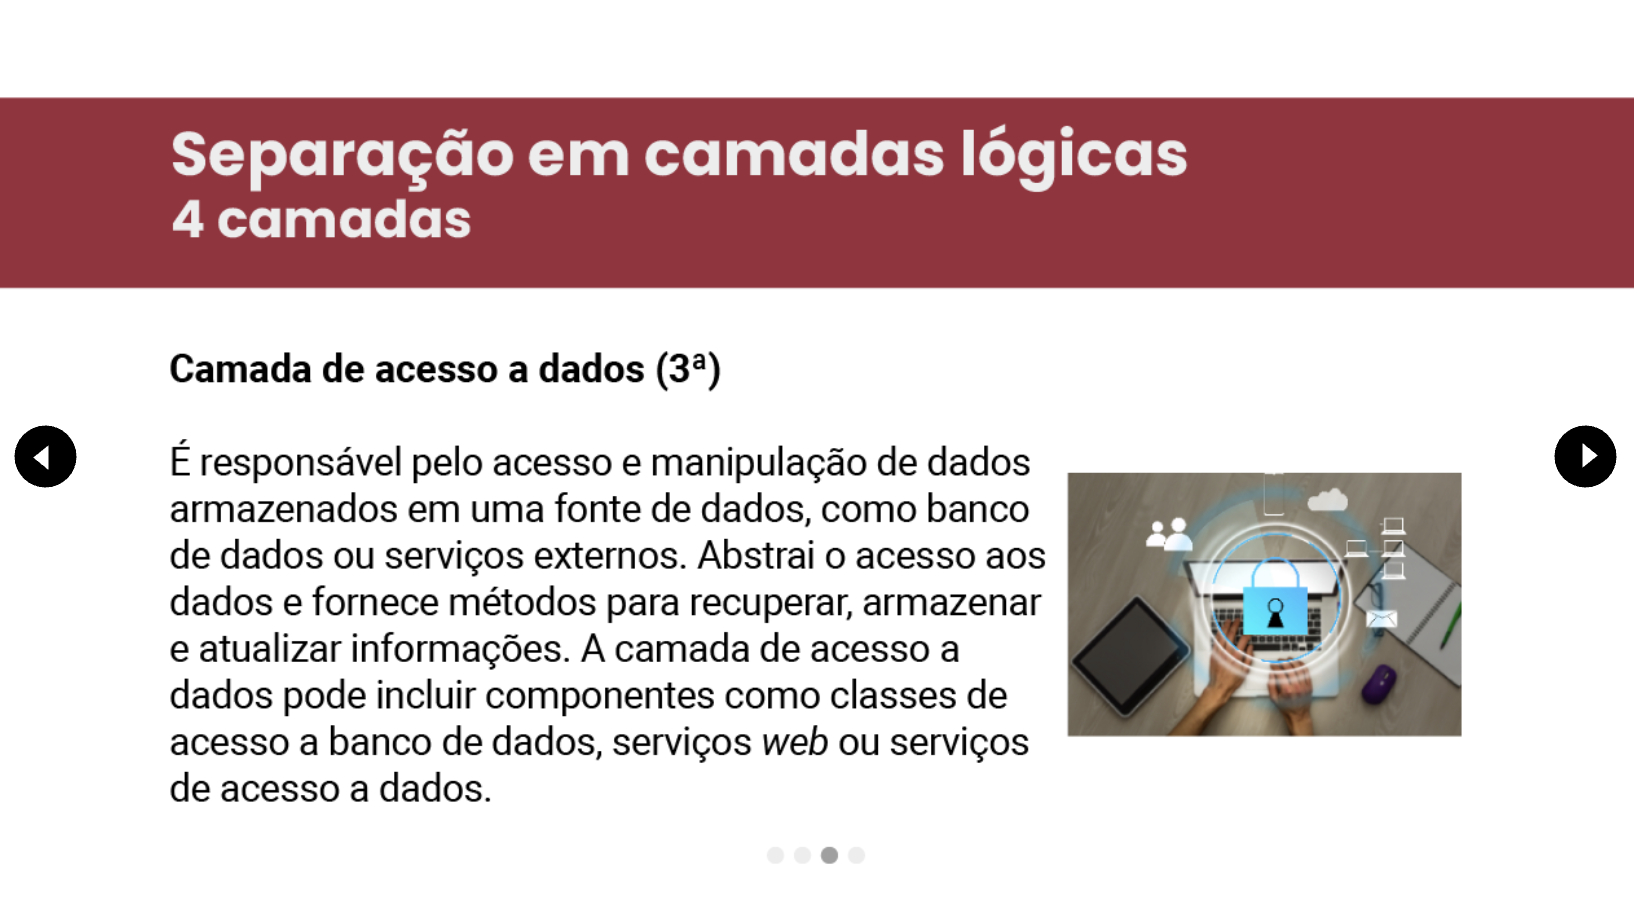 Separação em camadas lógicas
4 camadas
Camada de acesso a dados (3ª)
É responsável pelo acesso e manipulação de dados
armazenados em uma fonte de dados, como banco
de dados ou serviços externos. Abstrai o acesso aos
dados e fornece métodos para recuperar, armazenar
e atualizar informações. A camada de acesso a
dados pode incluir componentes como classes de
acesso a banco de dados, serviços web ou serviços
de acesso a dados.